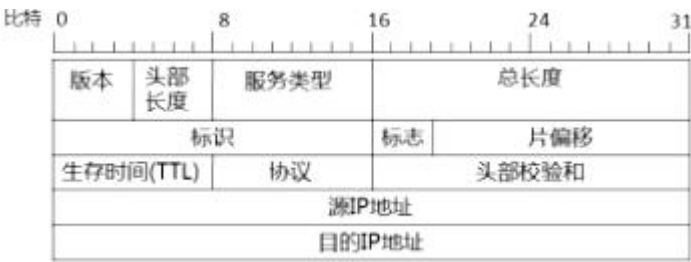 比特 0 8 16 24 31
版本 头部长度 服务类型 总长度
标识 标志 片偏移
生存时间(TTL) 协议 头部校验和
源IP地址
目的IP地址